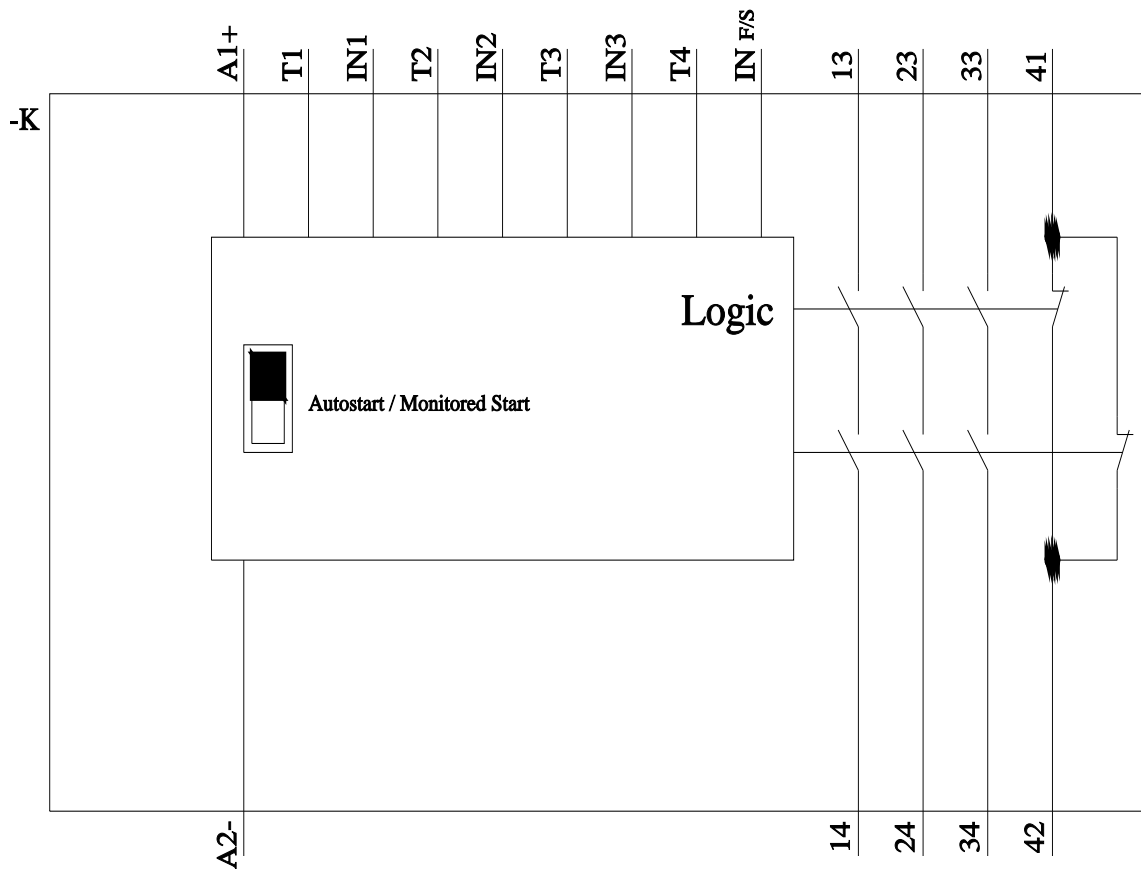 A1+ T1 IN1 T2 IN2 T3 IN3 T4 IN F/S 13 23 33 41
-K
Logic
Autostart / Monitored Start
A2- 14 24 34 42